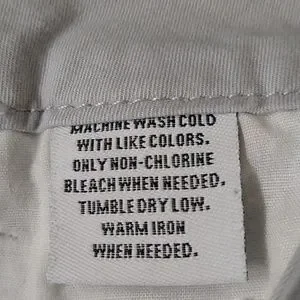 MACHINE WASH COLD
WITH LIKE COLORS.
ONLY NON-CHLORINE
BLEACH WHEN NEEDED.
TUMBLE DRY LOW.
WARM IRON
WHEN NEEDED.